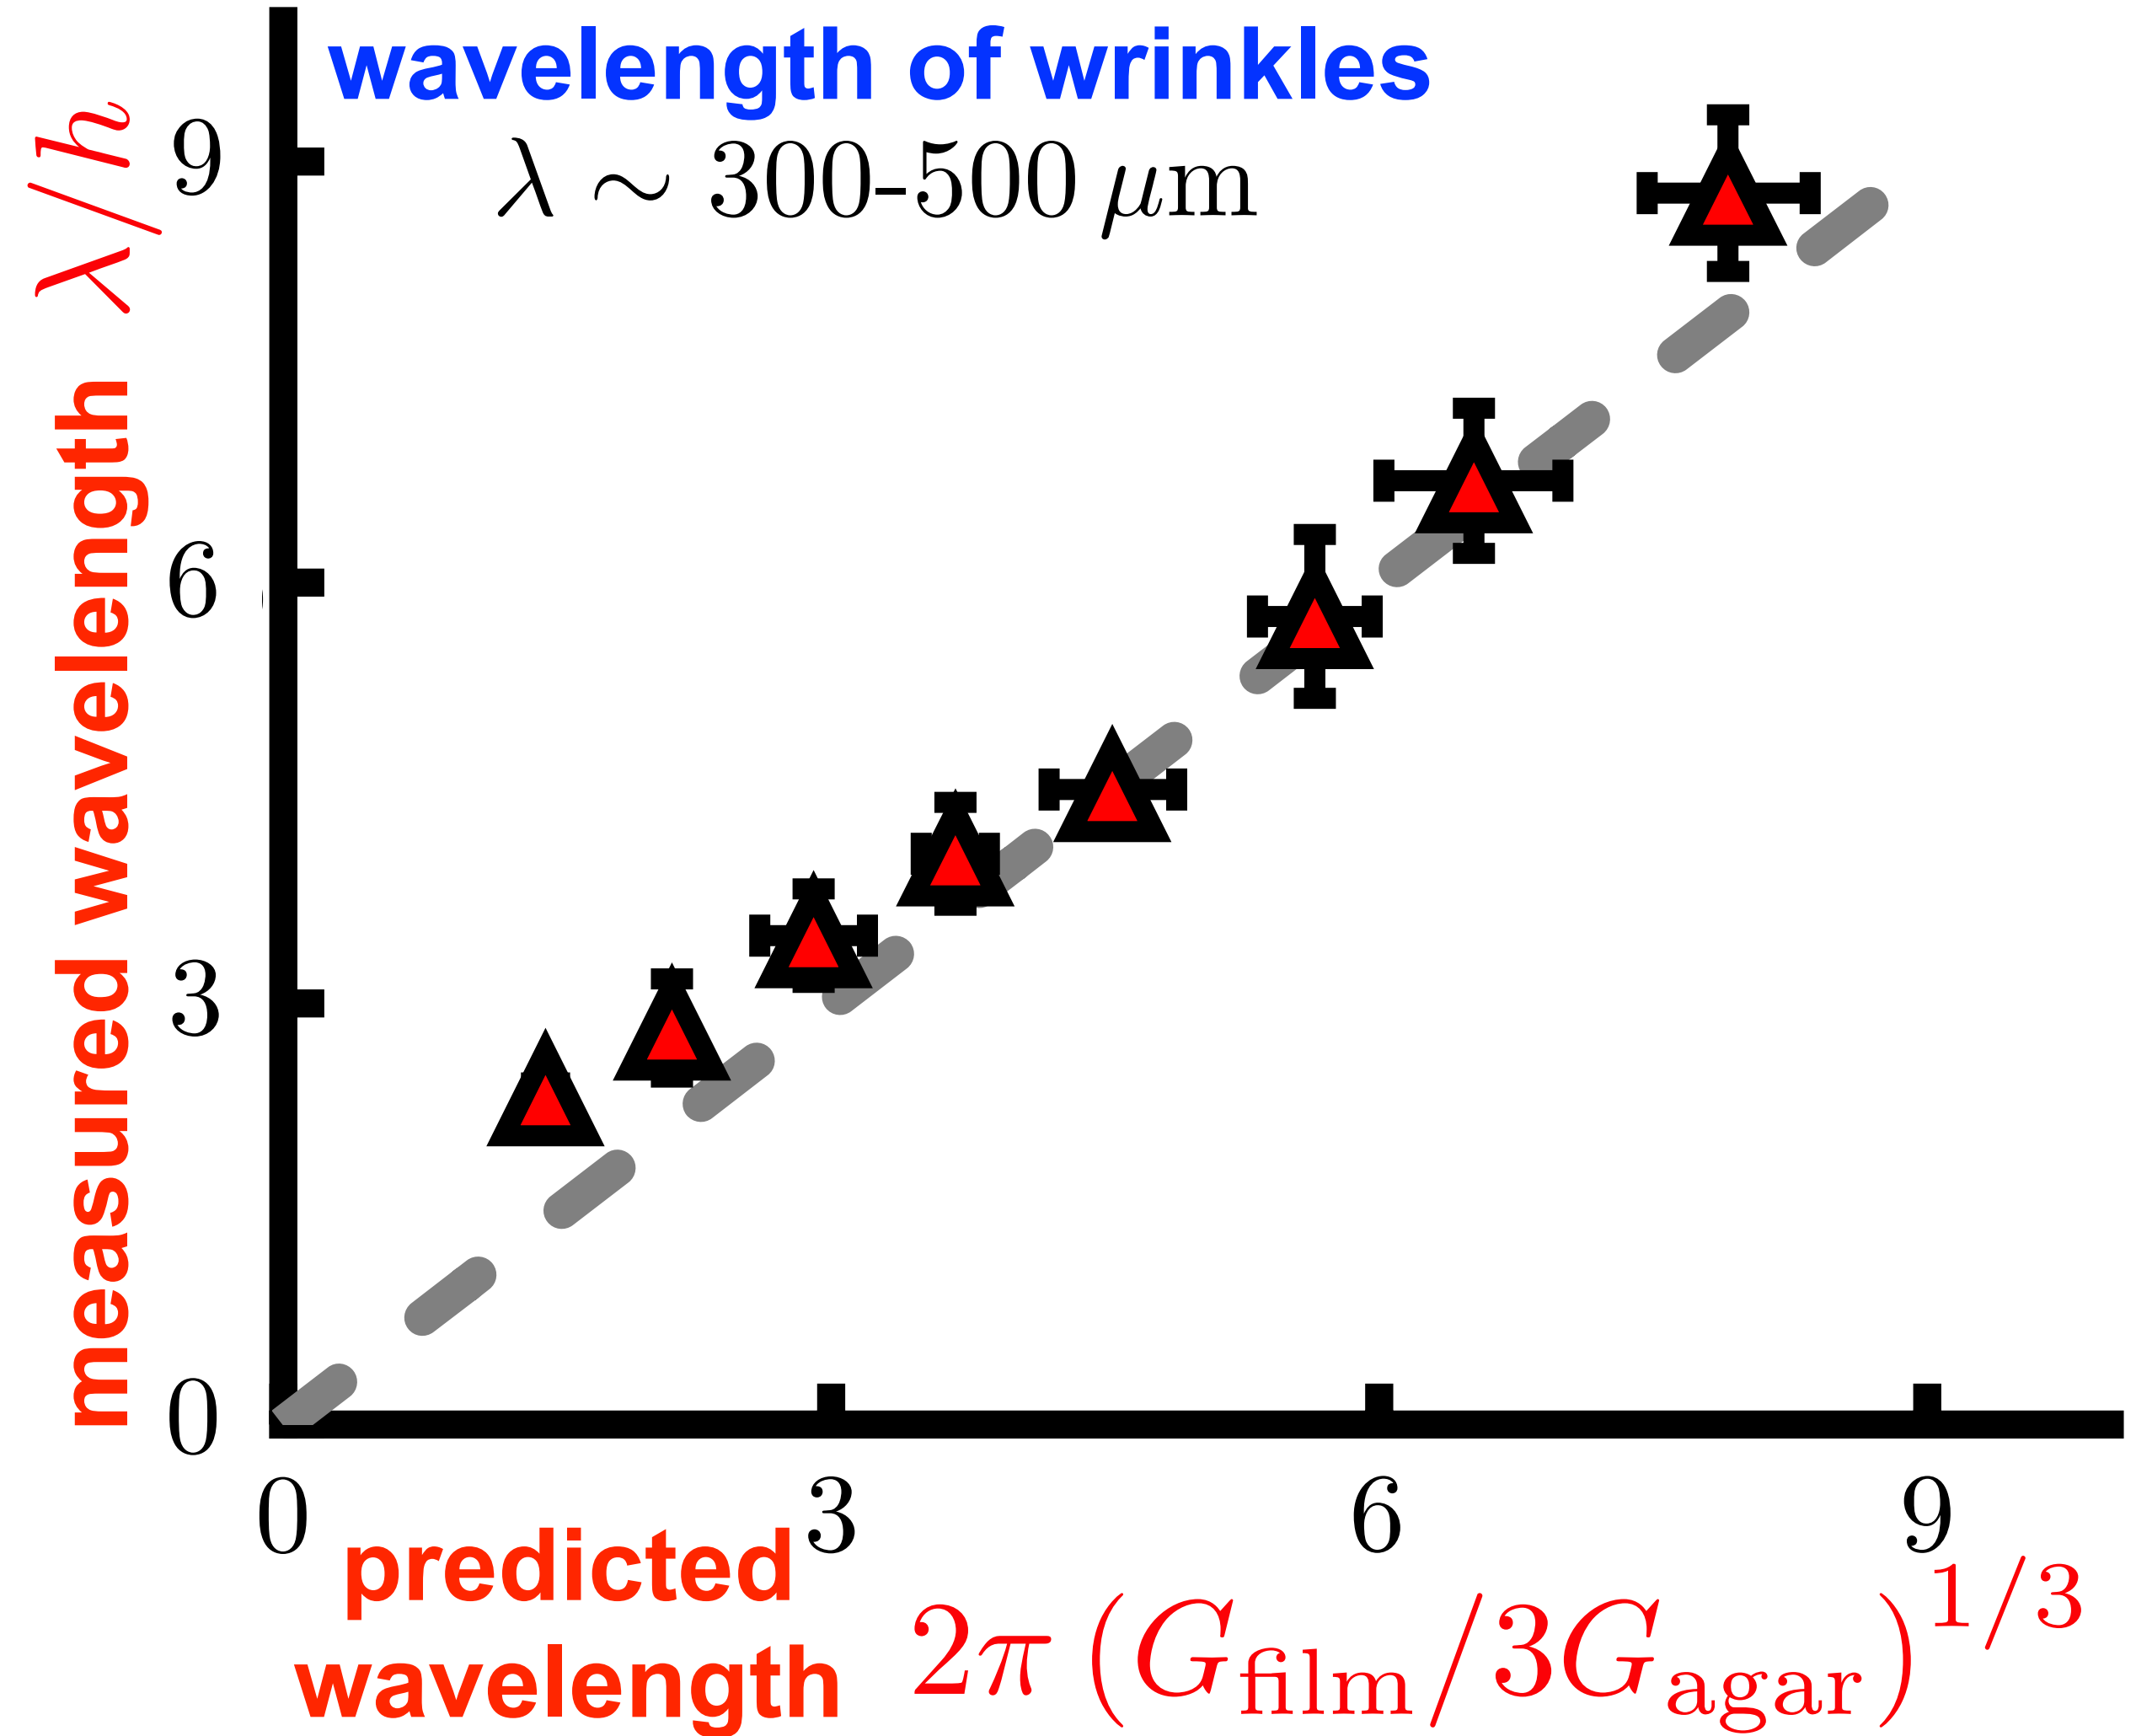 wavelength of wrinkles
λ ∼ 300-500 μm
measured wavelength λ/h
9
6
3
0
0 3 6 9
predicted
wavelength
2π (G_film/3G_agar)^1/3